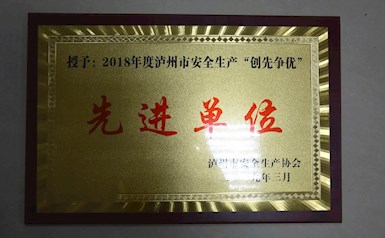 授予：2018年度泸州市安全生产“创先争优”
先进单位
泸州市安全生产协会
九年三月